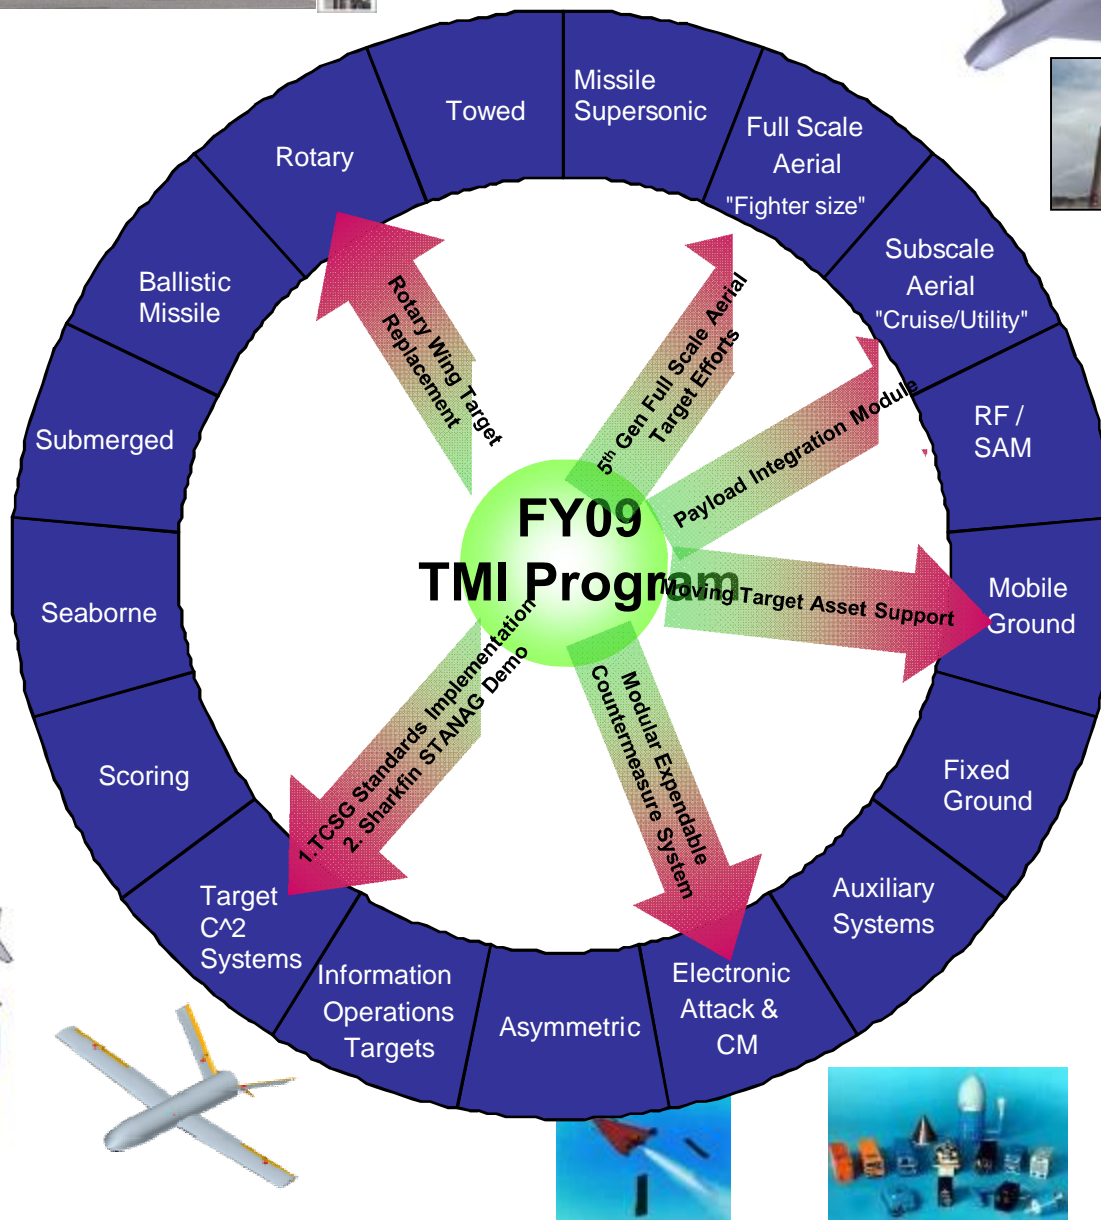 Towed
Missile
Supersonic
Full Scale
Aerial
"Fighter size"
Subscale
Aerial
"Cruise/Utility"
RF /
SAM
Mobile
Ground
Fixed
Ground
Auxiliary
Systems
Electronic
Attack &
CM
Asymmetric
Information
Operations
Targets
Target
C^2
Systems
Scoring
Seaborne
Submerged
Ballistic
Missile
Rotary
Rotary Wing Target
Replacement
5th Gen Full Scale Aerial
Target Efforts
Payload Integration Module
Moving Target Asset Support
Modular Expendable
Countermeasure System
1.TCSG Standards Implementation
2. Sharkfin STANAG Demo
FY09
TMI Program